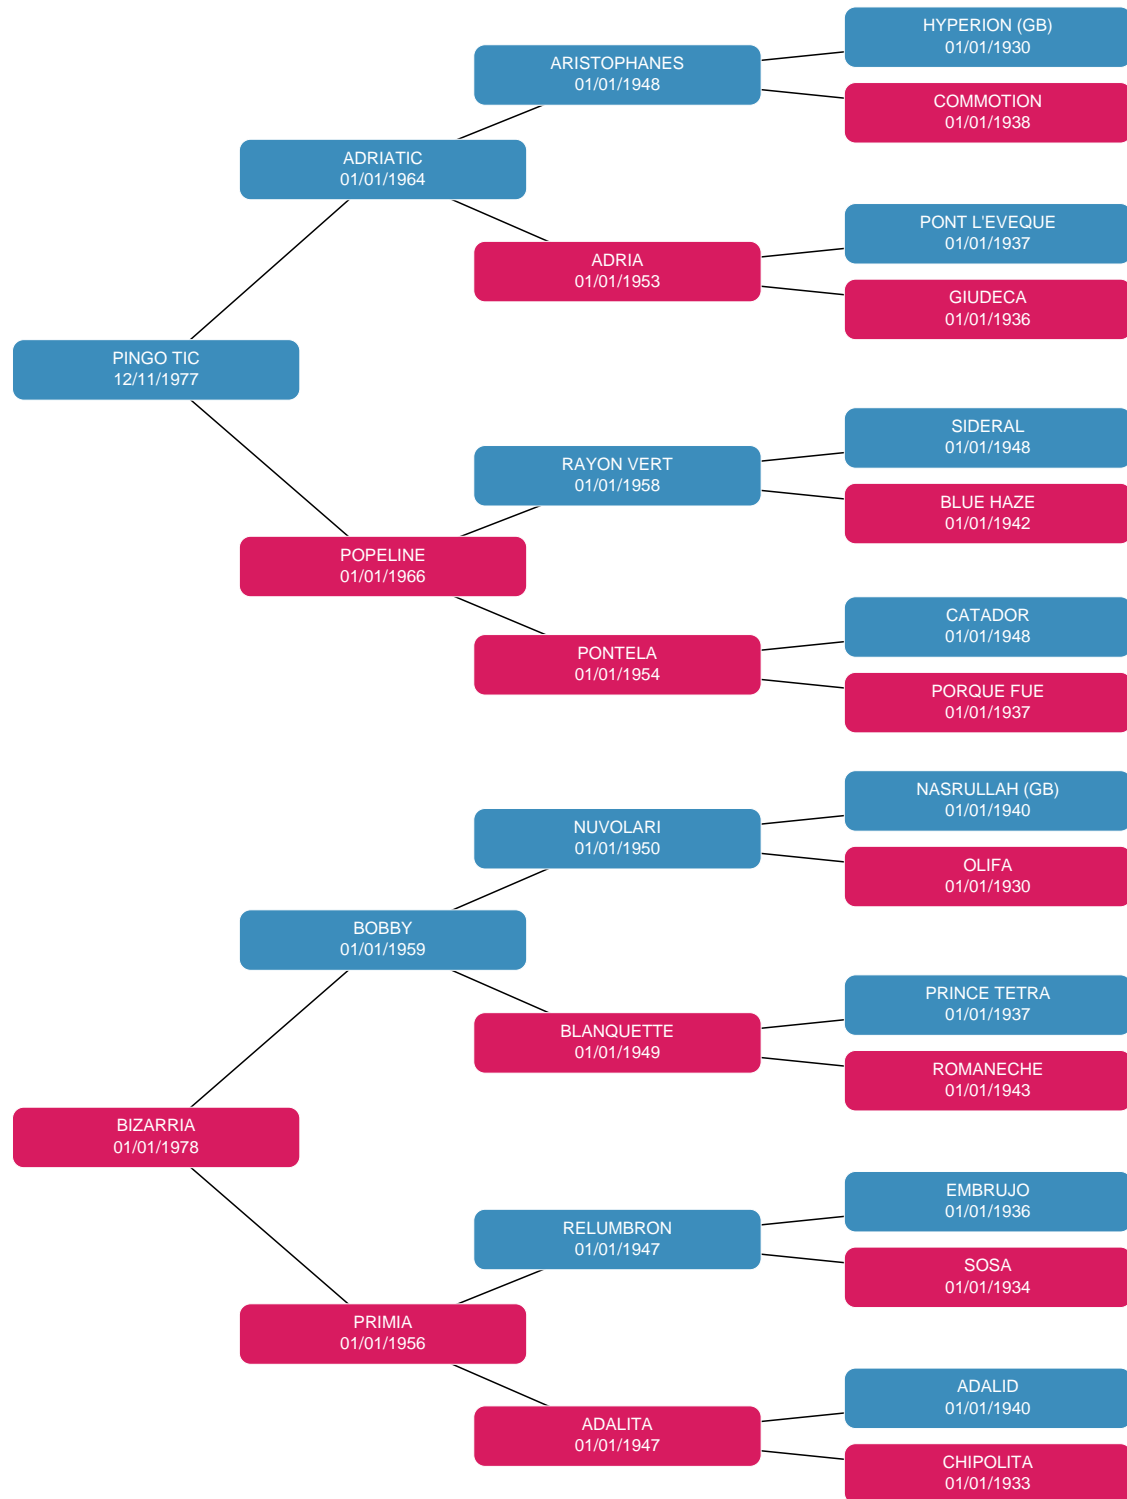 HYPERION (GB)
01/01/1930
ARISTOPHANES
01/01/1948
COMMOTION
01/01/1938
ADRIATIC
01/01/1964
PONT L'EVEQUE
01/01/1937
ADRIA
01/01/1953
GIUDECA
01/01/1936
PINGO TIC
12/11/1977
SIDERAL
01/01/1948
RAYON VERT
01/01/1958
BLUE HAZE
01/01/1942
POPELINE
01/01/1966
CATADOR
01/01/1948
PONTELA
01/01/1954
PORQUE FUE
01/01/1937
NASRULLAH (GB)
01/01/1940
NUVOLARI
01/01/1950
OLIFA
01/01/1930
BOBBY
01/01/1959
PRINCE TETRA
01/01/1937
BLANQUETTE
01/01/1949
ROMANECHE
01/01/1943
BIZARRIA
01/01/1978
EMBRUJO
01/01/1936
RELUMBRON
01/01/1947
SOSA
01/01/1934
PRIMIA
01/01/1956
ADALID
01/01/1940
ADALITA
01/01/1947
CHIPOLITA
01/01/1933